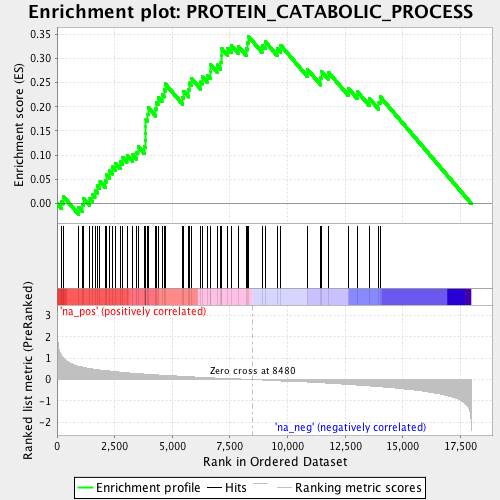 Enrichment plot: PROTEIN_CATABOLIC_PROCESS
Enrichment score (ES)
0.35
0.30
0.25
0.20
0.15
0.10
0.05
0.00
'na_pos' (positively correlated)
Ranked list metric (PreRanked)
3
2
1
0
-1
-2
Zero cross at 8480
'na_neg' (negatively correlated)
0
2,500
5,000
7,500
10,000
12,500
15,000
17,500
Rank in Ordered Dataset
Enrichment profile
Hits
Ranking metric scores